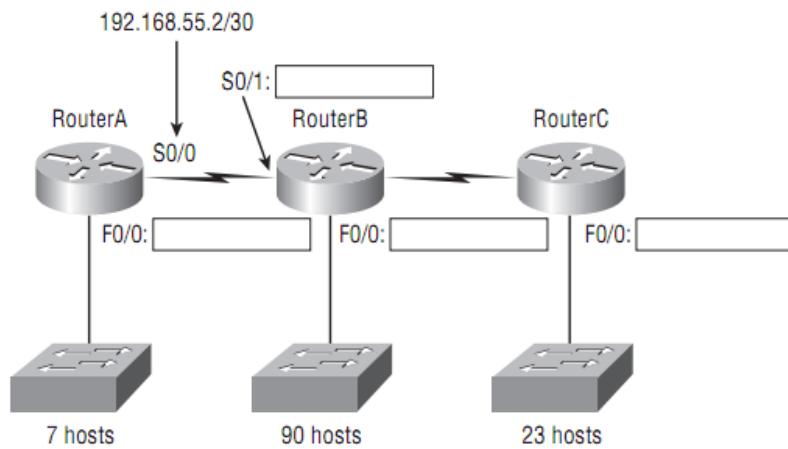 192.168.55.2/30
S0/1:
RouterA
RouterB
RouterC
S0/0
F0/0:
F0/0:
F0/0:
7 hosts
90 hosts
23 hosts